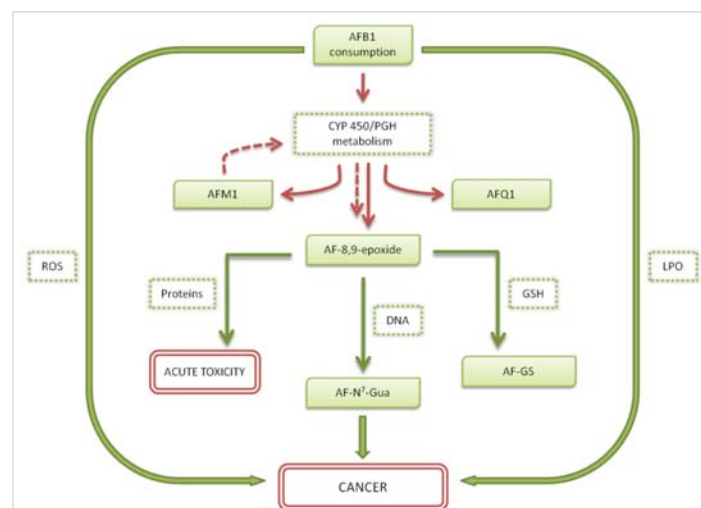 AFB1
consumption
CYP 450/PGH
metabolism
AFM1
AFQ1
AF-8,9-epoxide
ROS
LPO
Proteins
GSH
DNA
ACUTE TOXICITY
AF-GS
AF-N⁷-Gua
CANCER